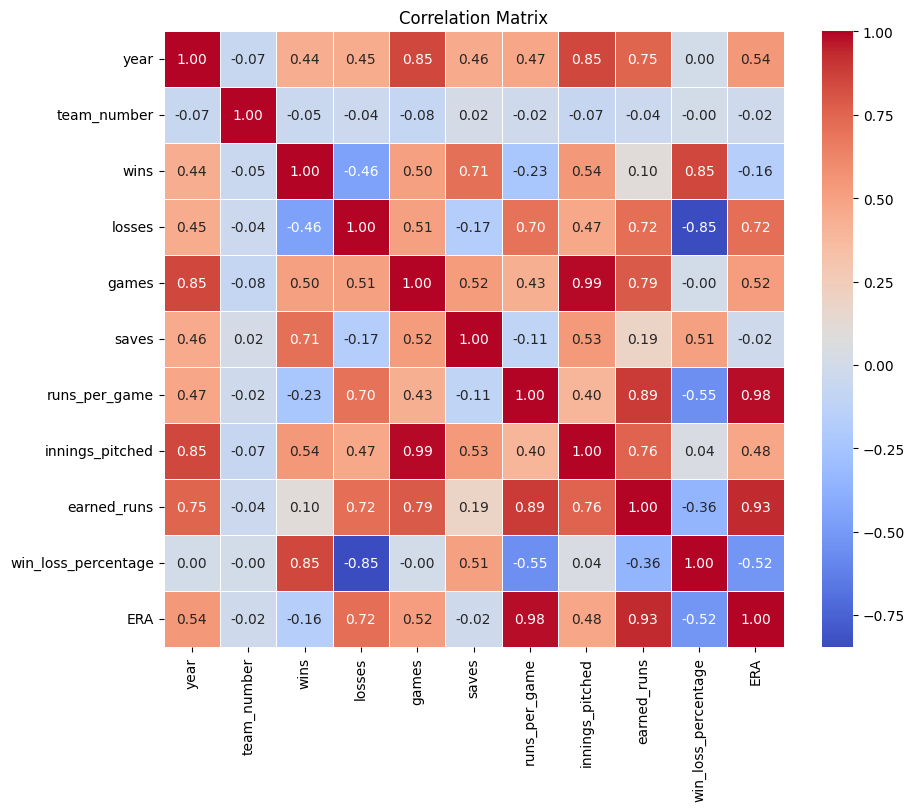 Correlation Matrix
year 1.00 -0.07 0.44 0.45 0.85 0.46 0.47 0.85 0.75 0.00 0.54
team_number -0.07 1.00 -0.05 -0.04 -0.08 0.02 -0.02 -0.07 -0.04 -0.00 -0.02
wins 0.44 -0.05 1.00 -0.46 0.50 0.71 -0.23 0.54 0.10 0.85 -0.16
losses 0.45 -0.04 -0.46 1.00 0.51 -0.17 0.70 0.47 0.72 -0.85 0.72
games 0.85 -0.08 0.50 0.51 1.00 0.52 0.43 0.99 0.79 -0.00 0.52
saves 0.46 0.02 0.71 -0.17 0.52 1.00 -0.11 0.53 0.19 0.51 -0.02
runs_per_game 0.47 -0.02 -0.23 0.70 0.43 -0.11 1.00 0.40 0.89 -0.55 0.98
innings_pitched 0.85 -0.07 0.54 0.47 0.99 0.53 0.40 1.00 0.76 0.04 0.48
earned_runs 0.75 -0.04 0.10 0.72 0.79 0.19 0.89 0.76 1.00 -0.36 0.93
win_loss_percentage 0.00 -0.00 0.85 -0.85 -0.00 0.51 -0.55 0.04 -0.36 1.00 -0.52
ERA 0.54 -0.02 -0.16 0.72 0.52 -0.02 0.98 0.48 0.93 -0.52 1.00
year team_number wins losses games saves runs_per_game innings_pitched earned_runs win_loss_percentage ERA
1.00
0.75
0.50
0.25
0.00
−0.25
−0.50
−0.75